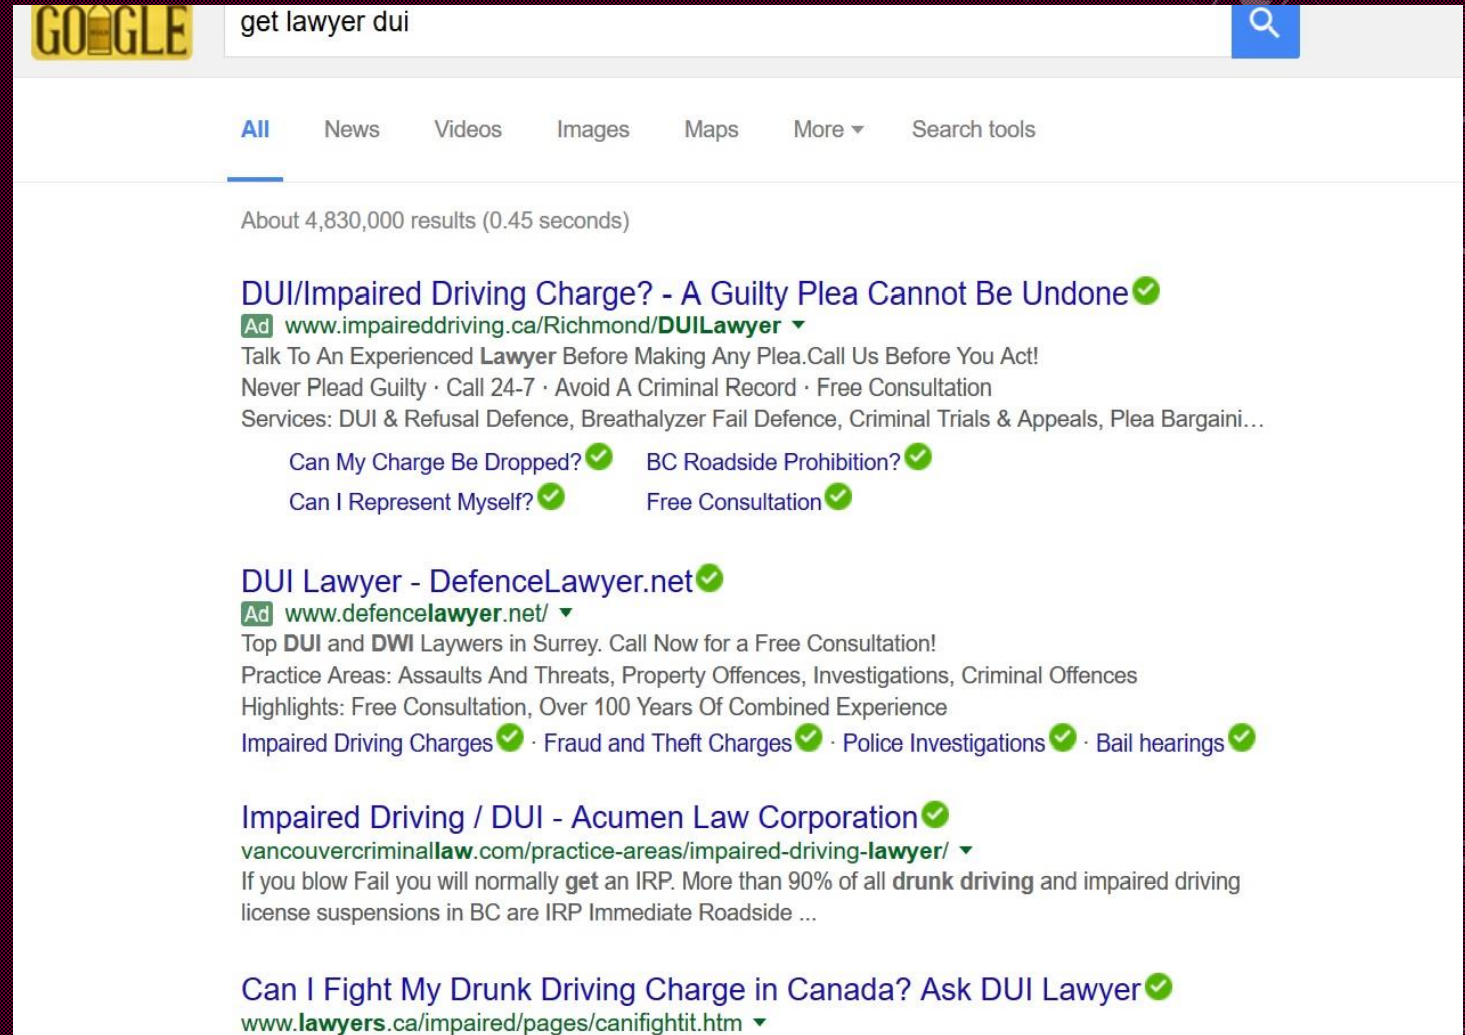 GOOGLE
get lawyer dui
All News Videos Images Maps More Search tools
About 4,830,000 results (0.45 seconds)
DUI/Impaired Driving Charge? - A Guilty Plea Cannot Be Undone
Ad www.impaireddriving.ca/Richmond/DUILawyer
Talk To An Experienced Lawyer Before Making Any Plea.Call Us Before You Act!
Never Plead Guilty · Call 24-7 · Avoid A Criminal Record · Free Consultation
Services: DUI & Refusal Defence, Breathalyzer Fail Defence, Criminal Trials & Appeals, Plea Bargaini...
Can My Charge Be Dropped? BC Roadside Prohibition?
Can I Represent Myself? Free Consultation
DUI Lawyer - DefenceLawyer.net
Ad www.defencelawyer.net/
Top DUI and DWI Laywers in Surrey. Call Now for a Free Consultation!
Practice Areas: Assaults And Threats, Property Offences, Investigations, Criminal Offences
Highlights: Free Consultation, Over 100 Years Of Combined Experience
Impaired Driving Charges · Fraud and Theft Charges · Police Investigations · Bail hearings
Impaired Driving / DUI - Acumen Law Corporation
vancouvercriminallaw.com/practice-areas/impaired-driving-lawyer/
If you blow Fail you will normally get an IRP. More than 90% of all drunk driving and impaired driving
license suspensions in BC are IRP Immediate Roadside ...
Can I Fight My Drunk Driving Charge in Canada? Ask DUI Lawyer
www.lawyers.ca/impaired/pages/canifightit.htm